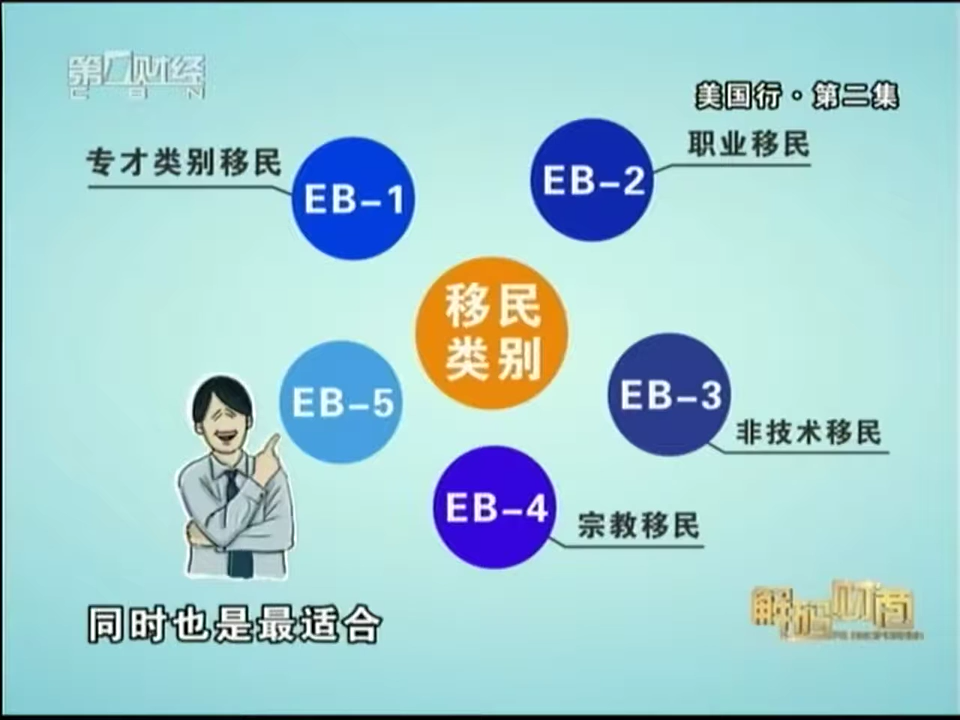 第一财经
CBN
美国行·第二集
专才类别移民
EB-1
EB-2
职业移民
移民
类别
EB-5
EB-3
非技术移民
EB-4
宗教移民
解码财商
同时也是最适合